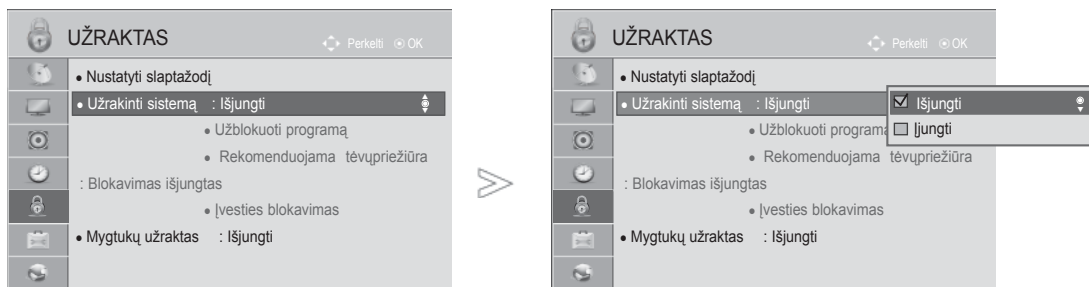 UŽRAKTAS
Perkelti OK
• Nustatyti slaptažodį
• Užrakinti sistemą : Išjungti
• Užblokuoti programą
• Rekomenduojama tėvųpriežiūra
: Blokavimas išjungtas
• Įvesties blokavimas
• Mygtukų užraktas : Išjungti
UŽRAKTAS
Perkelti OK
• Nustatyti slaptažodį
• Užrakinti sistemą : Išjungti
Išjungti
Įjungti
• Užblokuoti programą
• Rekomenduojama tėvųpriežiūra
: Blokavimas išjungtas
• Įvesties blokavimas
• Mygtukų užraktas : Išjungti